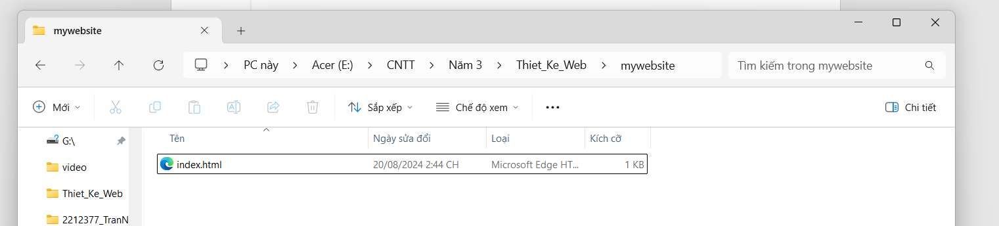 mywebsite
PC này > Acer (E:) > CNTT > Năm 3 > Thiet_Ke_Web > mywebsite
Tìm kiếm trong mywebsite
Mới
Sắp xếp
Chế độ xem
Chi tiết
G:\
video
Thiet_Ke_Web
2212377_TranN
Tên Ngày sửa đổi Loại Kích cỡ
index.html 20/08/2024 2:44 CH Microsoft Edge HT... 1 KB